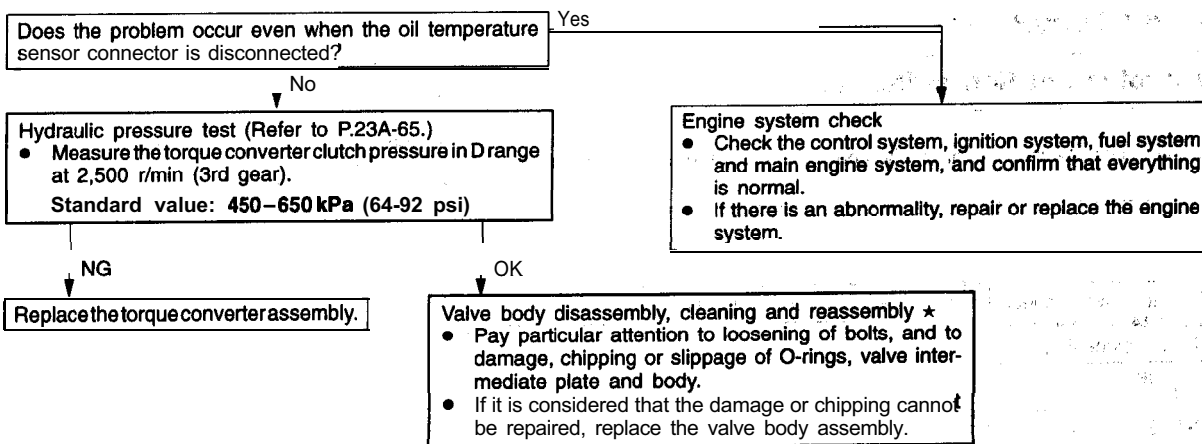 Does the problem occur even when the oil temperature
sensor connector is disconnected?
Yes
No
Hydraulic pressure test (Refer to P.23A-65.)
● Measure the torque converter clutch pressure in D range
at 2,500 r/min (3rd gear).
Standard value: 450–650 kPa (64-92 psi)
Engine system check
● Check the control system, ignition system, fuel system
and main engine system, and confirm that everything
is normal.
● If there is an abnormality, repair or replace the engine
system.
NG
OK
Replace the torque converter assembly.
Valve body disassembly, cleaning and reassembly ★
● Pay particular attention to loosening of bolts, and to
damage, chipping or slippage of O-rings, valve inter-
mediate plate and body.
● If it is considered that the damage or chipping cannot
be repaired, replace the valve body assembly.